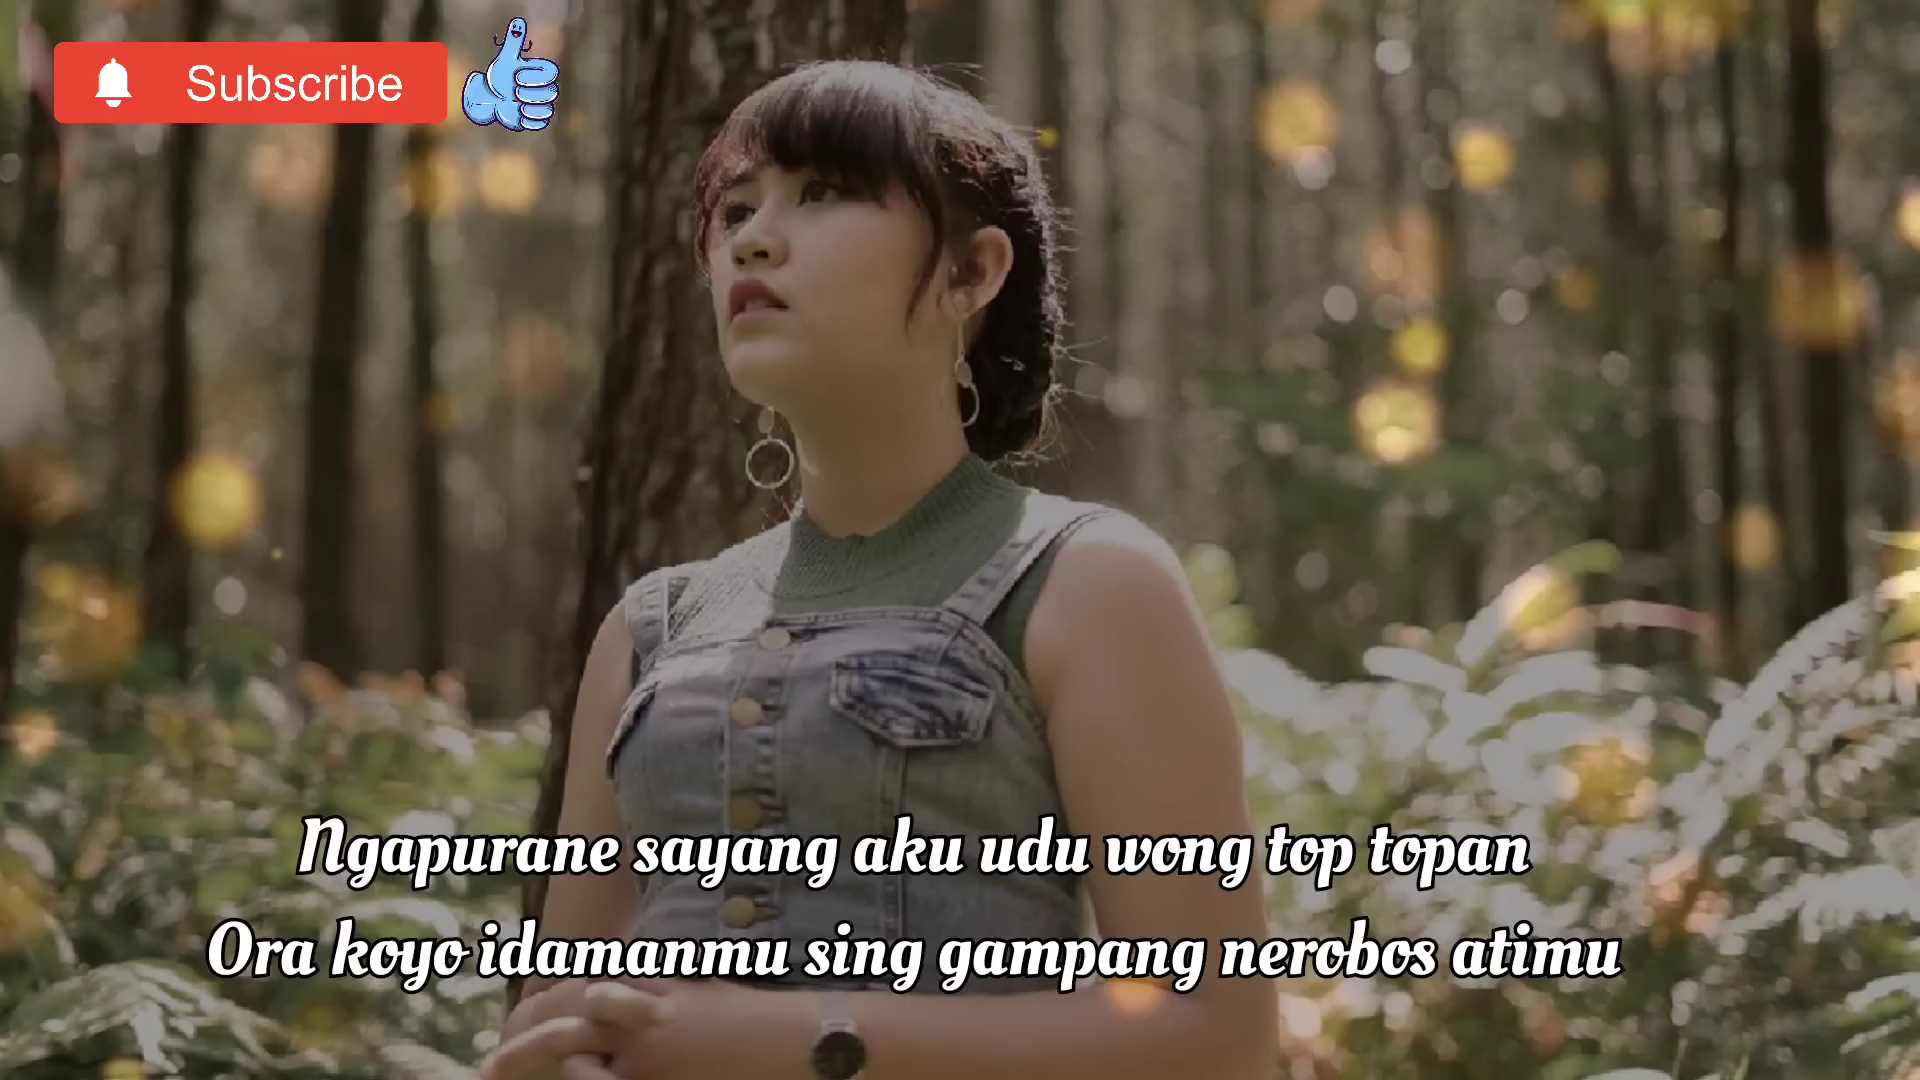 Subscribe
Ngapurane sayang aku udu wong top topan
Ora koyo idamanmu sing gampang nerobos atimu